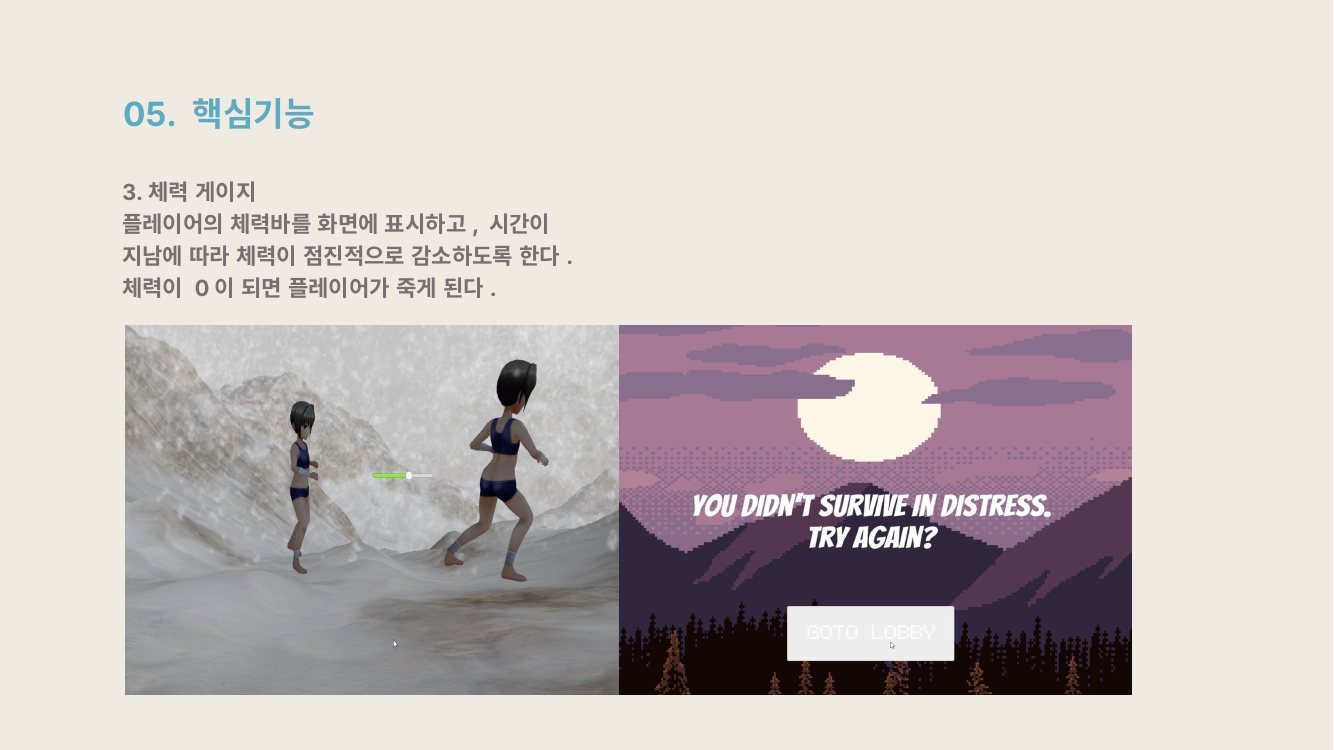 05. 핵심기능
3. 체력 게이지
플레이어의 체력바를 화면에 표시하고 , 시간이
지남에 따라 체력이 점진적으로 감소하도록 한다 .
체력이 0 이 되면 플레이어가 죽게 된다 .
YOU DIDN'T SURVIVE IN DISTRESS.
TRY AGAIN?
GOTO LOBBY